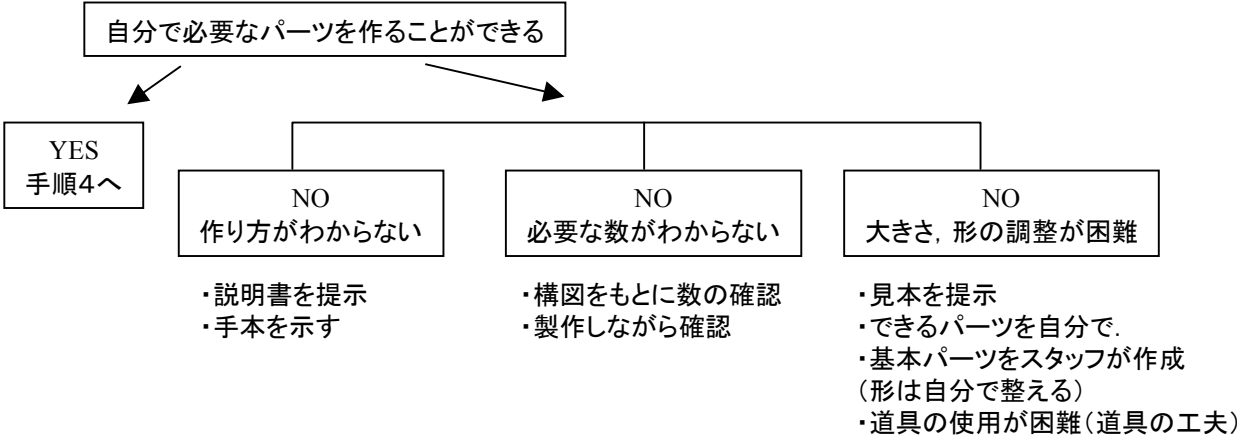 自分で必要なパーツを作ることができる
YES
手順4へ
NO
作り方がわからない
・説明書を提示
・手本を示す
NO
必要な数がわからない
・構図をもとに数の確認
・製作しながら確認
NO
大きさ，形の調整が困難
・見本を提示
・できるパーツを自分で．
・基本パーツをスタッフが作成
（形は自分で整える）
・道具の使用が困難（道具の工夫）